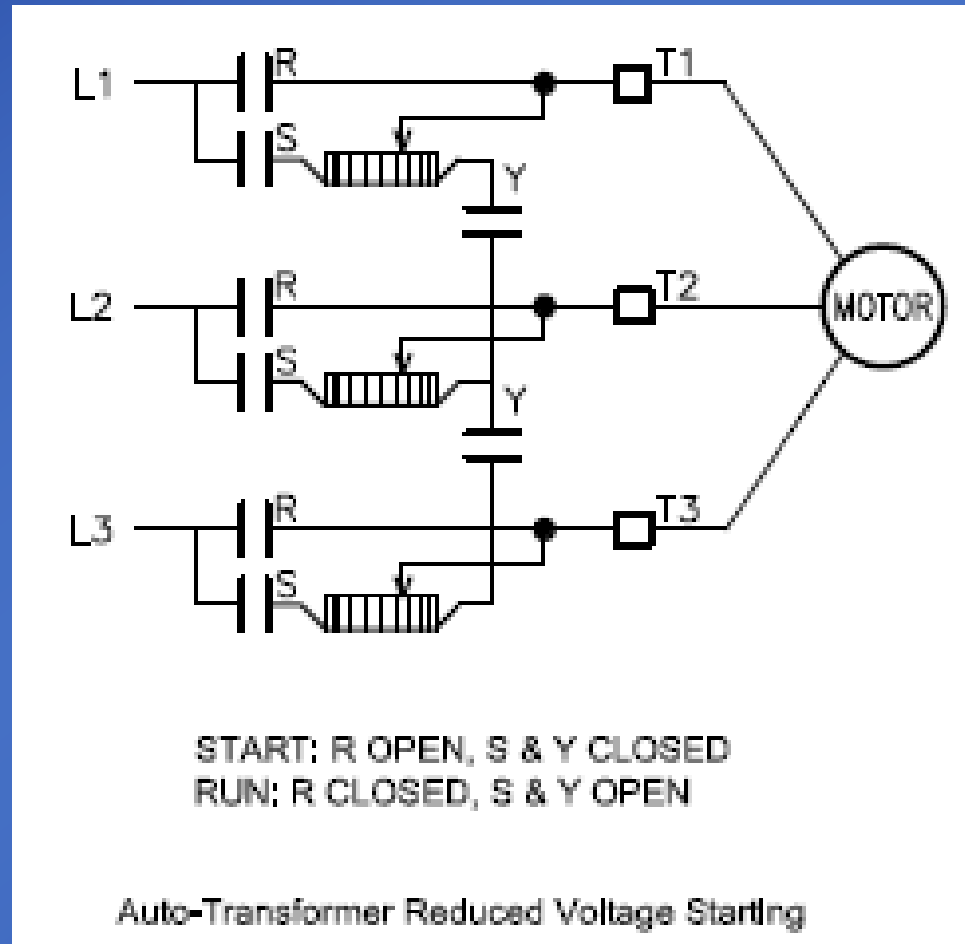 L1
R
T1
S
Y
L2
R
T2
MOTOR
S
Y
L3
R
T3
S
START: R OPEN, S & Y CLOSED
RUN: R CLOSED, S & Y OPEN
Auto-Transformer Reduced Voltage Starting